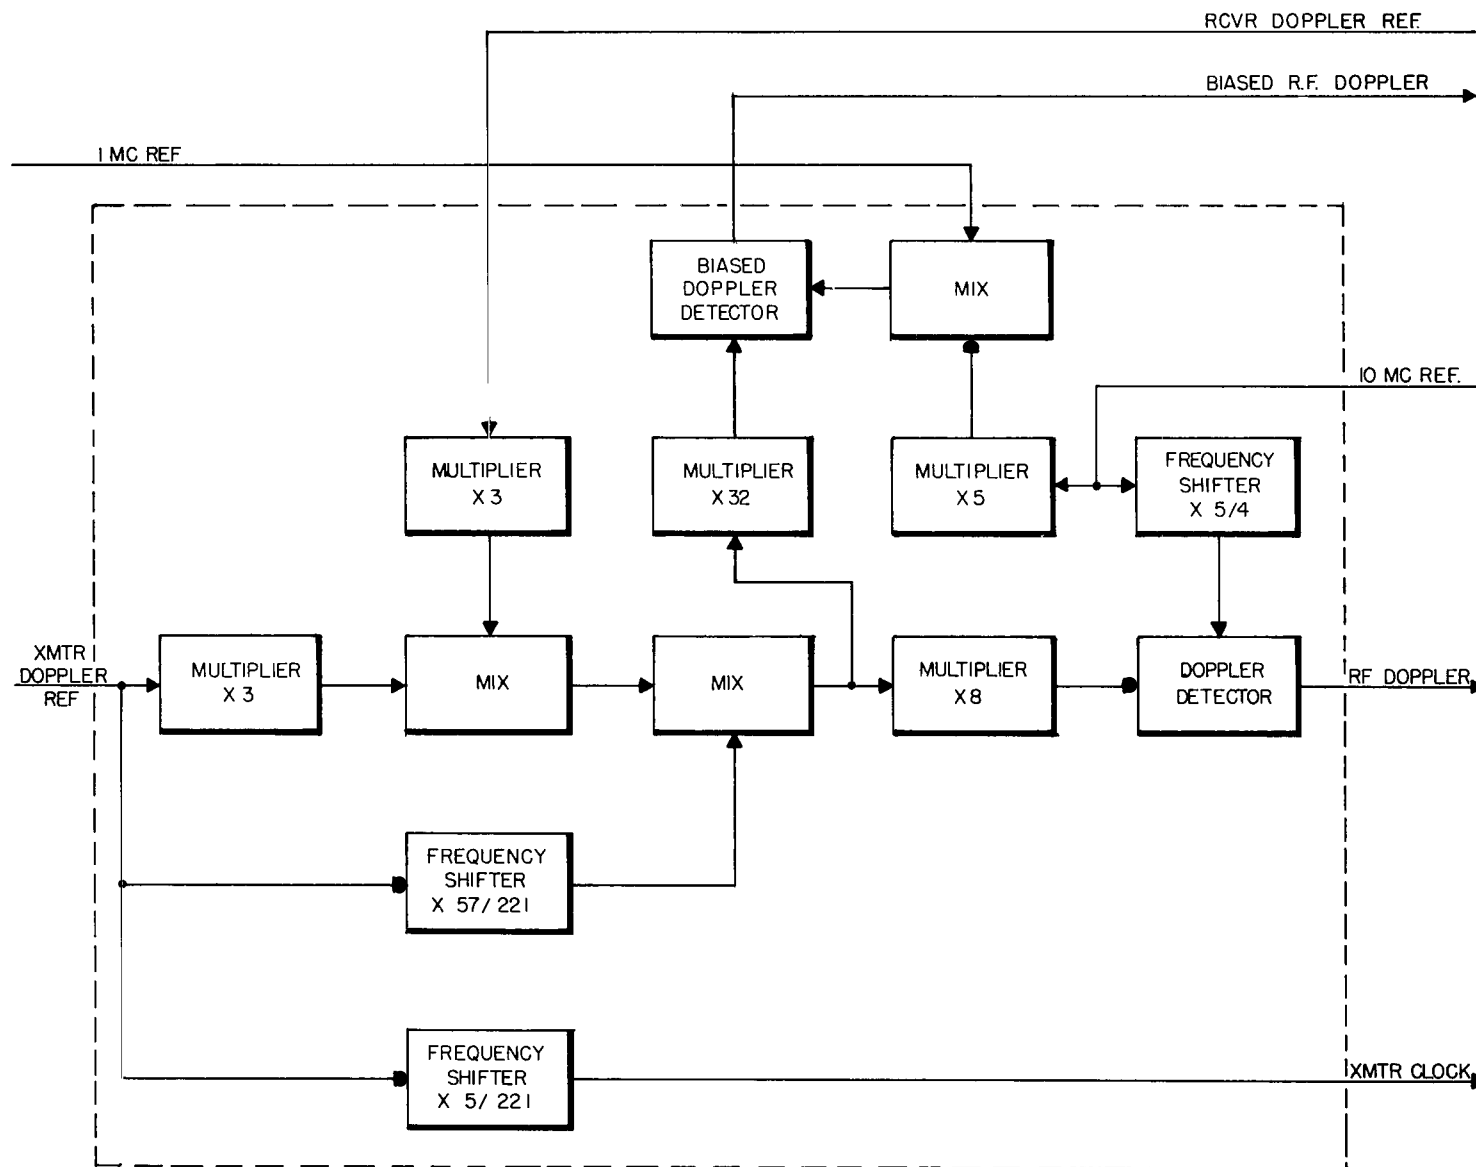 RCVR DOPPLER REF.
BIASED R.F. DOPPLER
1 MC REF
BIASED
DOPPLER
DETECTOR
MIX
10 MC REF.
MULTIPLIER
X 3
MULTIPLIER
X 32
MULTIPLIER
X 5
FREQUENCY
SHIFTER
X 5/4
XMTR
DOPPLER
REF
MULTIPLIER
X 3
MIX
MIX
MULTIPLIER
X 8
DOPPLER
DETECTOR
RF DOPPLER
FREQUENCY
SHIFTER
X 57/221
FREQUENCY
SHIFTER
X 5/221
XMTR CLOCK